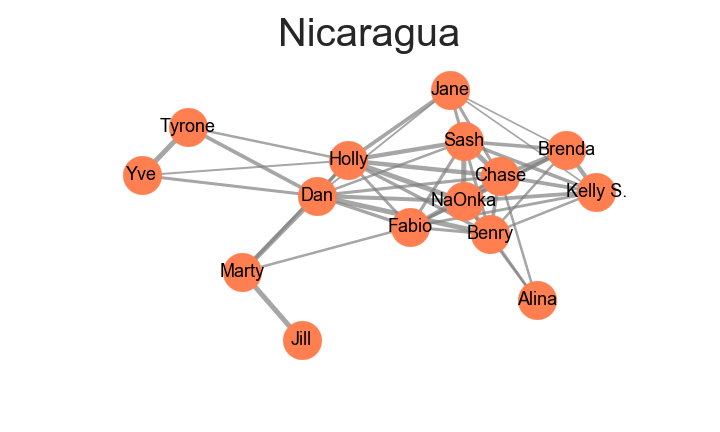 Nicaragua
Jane
Tyrone
Sash
Brenda
Holly
Yve
Chase
Dan
Kelly S.
NaOnka
Fabio
Benry
Marty
Alina
Jill